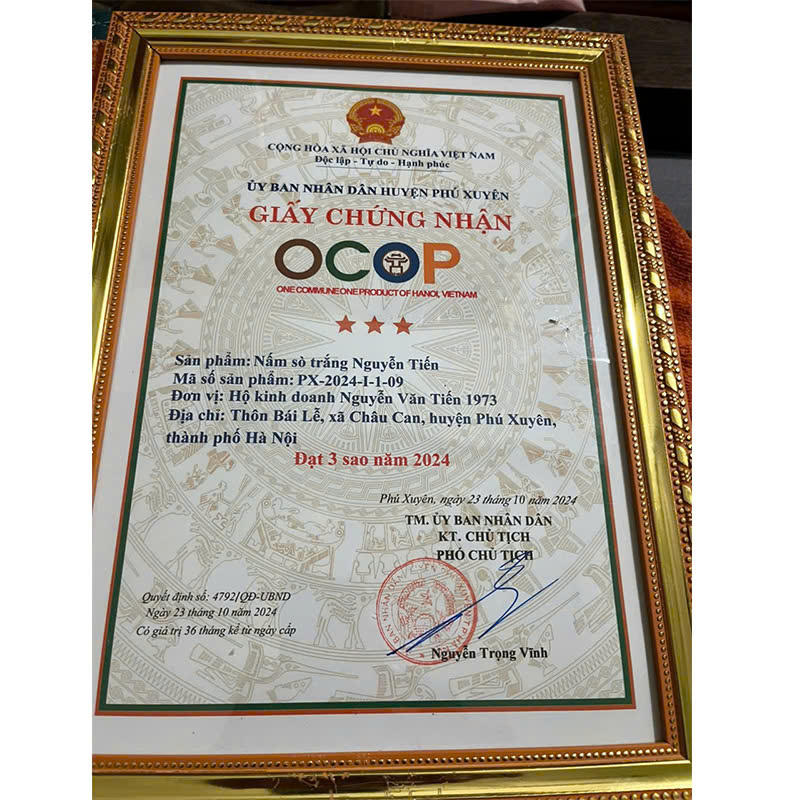 CỘNG HÒA XÃ HỘI CHỦ NGHĨA VIỆT NAM
Độc lập - Tự do - Hạnh phúc
ỦY BAN NHÂN DÂN HUYỆN PHÚ XUYÊN
GIẤY CHỨNG NHẬN
OCOP
ONE COMMUNE ONE PRODUCT OF HANOI, VIETNAM
Sản phẩm: Nấm sò trắng Nguyễn Tiến
Mã số sản phẩm: PX-2024-I-1-09
Đơn vị: Hộ kinh doanh Nguyễn Văn Tiến 1973
Địa chỉ: Thôn Bái Lễ, xã Châu Can, huyện Phú Xuyên,
thành phố Hà Nội
Đạt 3 sao năm 2024
Phú Xuyên, ngày 23 tháng 10 năm 2024
TM. ỦY BAN NHÂN DÂN
KT. CHỦ TỊCH
PHÓ CHỦ TỊCH
Quyết định số: 4792/QĐ-UBND
Ngày 23 tháng 10 năm 2024
Có giá trị 36 tháng kể từ ngày cấp
Nguyễn Trọng Vĩnh